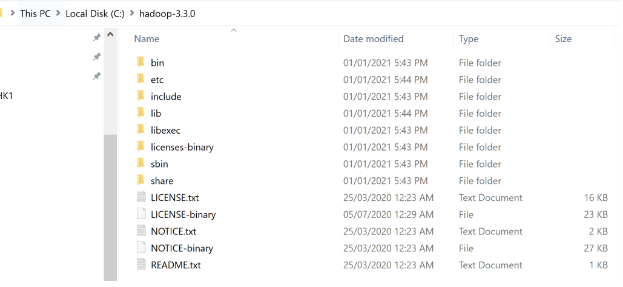 This PC > Local Disk (C:) > hadoop-3.3.0
Name Date modified Type Size
bin 01/01/2021 5:43 PM File folder
etc 01/01/2021 5:44 PM File folder
HK1
include 01/01/2021 5:43 PM File folder
lib 01/01/2021 5:44 PM File folder
libexec 01/01/2021 5:43 PM File folder
licenses-binary 01/01/2021 5:43 PM File folder
sbin 01/01/2021 5:43 PM File folder
share 01/01/2021 5:43 PM File folder
LICENSE.txt 25/03/2020 12:23 AM Text Document 16 KB
LICENSE-binary 05/07/2020 12:29 AM File 23 KB
NOTICE.txt 25/03/2020 12:23 AM Text Document 2 KB
NOTICE-binary 25/03/2020 12:23 AM File 27 KB
README.txt 25/03/2020 12:23 AM Text Document 1 KB